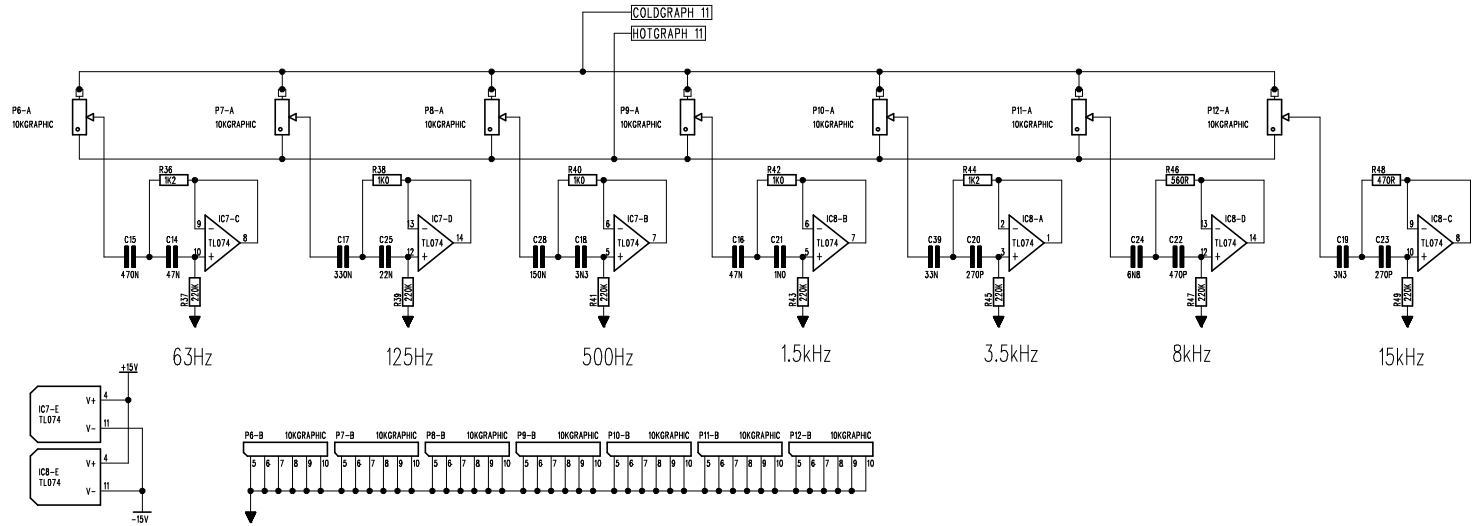 COLDGRAPH 11
HOTGRAPH 11
P6-A
10KGRAPHIC
P7-A
10KGRAPHIC
P8-A
10KGRAPHIC
P9-A
10KGRAPHIC
P10-A
10KGRAPHIC
P11-A
10KGRAPHIC
P12-A
10KGRAPHIC
R36
1K2
9
10
8
IC7-C
TL074
C15
470N
C14
47N
R37
220K
63Hz
R38
1K0
13
12
14
IC7-D
TL074
C17
330N
C25
22N
R39
220K
125Hz
R40
1K0
6
5
7
IC7-B
TL074
C28
150N
C18
3N3
R41
220K
500Hz
R42
1K0
6
5
7
IC8-B
TL074
C16
47N
C21
1N0
R43
220K
1.5kHz
R44
1K2
2
3
1
IC8-A
TL074
C39
33N
C20
270P
R45
220K
3.5kHz
R46
560R
13
12
14
IC8-D
TL074
C24
6N8
C22
470P
R47
220K
8kHz
R48
470R
9
10
8
IC8-C
TL074
C19
3N3
C23
270P
R49
220K
15kHz
+15V
IC7-E
TL074
V+ 4
V- 11
IC8-E
TL074
V+ 4
V- 11
-15V
P6-B 10KGRAPHIC
5 6 7 8 9 10
P7-B 10KGRAPHIC
5 6 7 8 9 10
P8-B 10KGRAPHIC
5 6 7 8 9 10
P9-B 10KGRAPHIC
5 6 7 8 9 10
P10-B 10KGRAPHIC
5 6 7 8 9 10
P11-B 10KGRAPHIC
5 6 7 8 9 10
P12-B 10KGRAPHIC
5 6 7 8 9 10